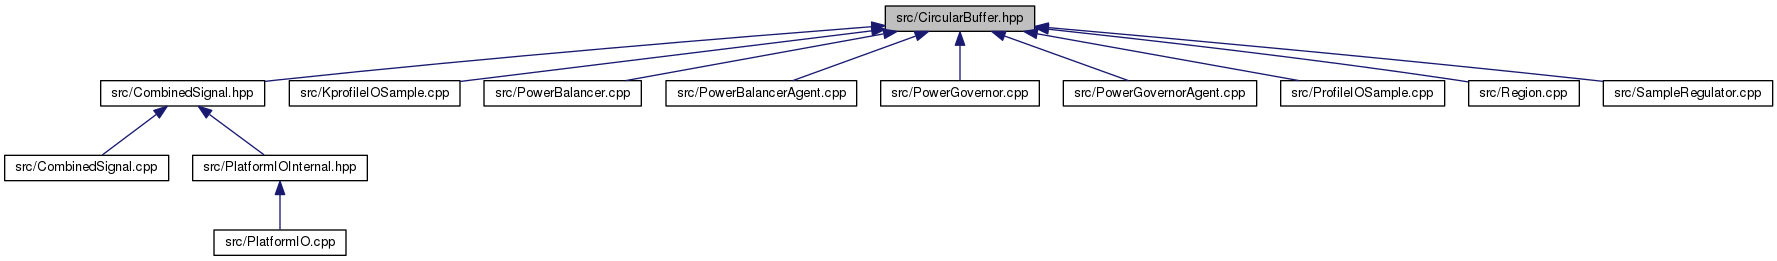 src/CircularBuffer.hpp
src/CombinedSignal.hpp
src/KprofileIOSample.cpp
src/PowerBalancer.cpp
src/PowerBalancerAgent.cpp
src/PowerGovernor.cpp
src/PowerGovernorAgent.cpp
src/ProfileIOSample.cpp
src/Region.cpp
src/SampleRegulator.cpp
src/CombinedSignal.cpp
src/PlatformIOInternal.hpp
src/PlatformIO.cpp